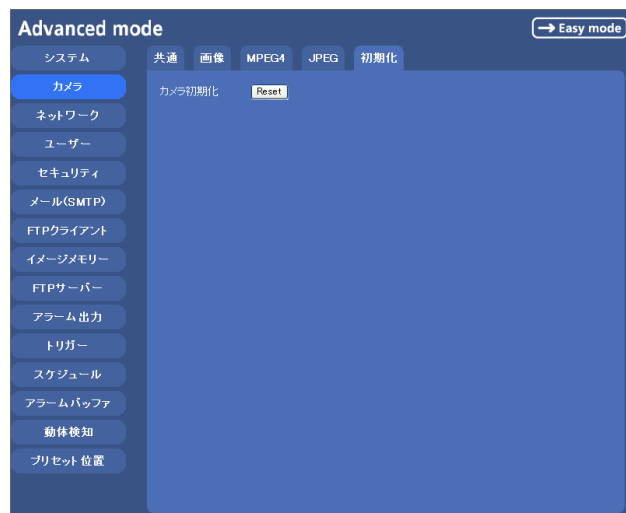 Advanced mode
→ Easy mode
システム
カメラ
ネットワーク
ユーザー
セキュリティ
メール(SMTP)
FTPクライアント
イメージメモリー
FTPサーバー
アラーム出力
トリガー
スケジュール
アラームバッファ
動体検知
プリセット位置
共通 画像 MPEG4 JPEG 初期化
カメラ初期化 Reset